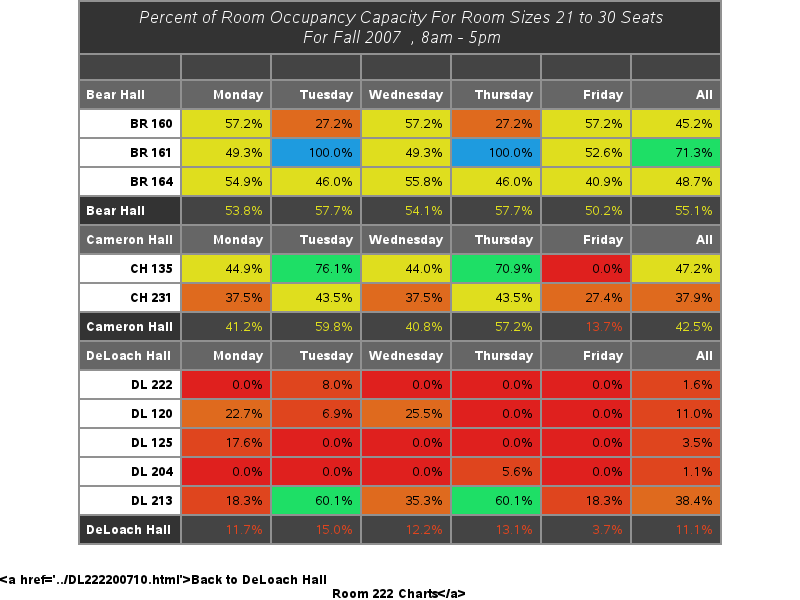 Percent of Room Occupancy Capacity For Room Sizes 21 to 30 Seats
For Fall 2007 , 8am - 5pm
Bear Hall Monday Tuesday Wednesday Thursday Friday All
BR 160 57.2% 27.2% 57.2% 27.2% 57.2% 45.2%
BR 161 49.3% 100.0% 49.3% 100.0% 52.6% 71.3%
BR 164 54.9% 46.0% 55.8% 46.0% 40.9% 48.7%
Bear Hall 53.8% 57.7% 54.1% 57.7% 50.2% 55.1%
Cameron Hall Monday Tuesday Wednesday Thursday Friday All
CH 135 44.9% 76.1% 44.0% 70.9% 0.0% 47.2%
CH 231 37.5% 43.5% 37.5% 43.5% 27.4% 37.9%
Cameron Hall 41.2% 59.8% 40.8% 57.2% 13.7% 42.5%
DeLoach Hall Monday Tuesday Wednesday Thursday Friday All
DL 222 0.0% 8.0% 0.0% 0.0% 0.0% 1.6%
DL 120 22.7% 6.9% 25.5% 0.0% 0.0% 11.0%
DL 125 17.6% 0.0% 0.0% 0.0% 0.0% 3.5%
DL 204 0.0% 0.0% 0.0% 5.6% 0.0% 1.1%
DL 213 18.3% 60.1% 35.3% 60.1% 18.3% 38.4%
DeLoach Hall 11.7% 15.0% 12.2% 13.1% 3.7% 11.1%
<a href='../DL222200710.html'>Back to DeLoach Hall
Room 222 Charts</a>